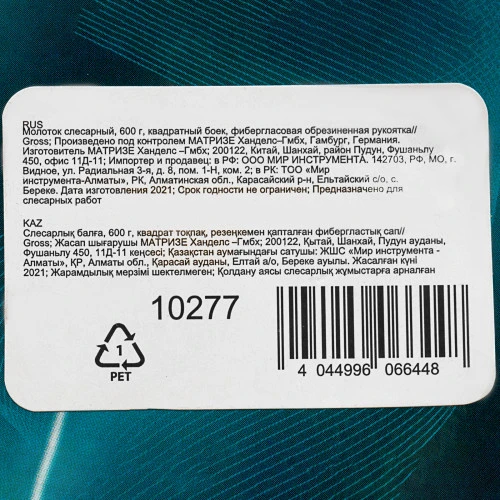 RUS
Молоток слесарный, 600 г, квадратный боек, фибергласовая обрезиненная рукоятка//
Gross; Произведено под контролем МАТРИЗЕ Ханделс–Гмбх, Гамбург, Германия.
Изготовитель МАТРИЗЕ Ханделс –Гмбх; 200122, Китай, Шанхай, район Пудун, Фушаньлу
450, офис 11Д-11; Импортер и продавец: в РФ: ООО МИР ИНСТРУМЕНТА. 142703, РФ, МО, г.
Видное, ул. Радиальная 3-я, д. 8, пом. 1-Н, ком. 2; в РК: ТОО «Мир
инструмента-Алматы», РК, Алматинская обл., Карасайский р-н, Ельтайский с/о, с.
Береке. Дата изготовления 2021; Срок годности не ограничен; Предназначено для
слесарных работ
KAZ
Слесарлық балға, 600 г, квадрат тоқпақ, резеңкемен қапталған фибергластық сап//
Gross; Жасап шығарушы МАТРИЗЕ Ханделс –Гмбх; 200122, Қытай, Шанхай, Пудун ауданы,
Фушаньлу 450, 11Д-11 кеңсесі; Қазақстан аумағындағы сатушы: ЖШС «Мир инструмента -
Алматы», ҚР, Алматы обл., Қарасай ауданы, Елтай а/о, Береке ауылы. Жасалған күні
2021; Жарамдылық мерзімі шектелмеген; Қолдану аясы слесарлық жұмыстарға арналған
10277
1
PET
4 044996 066448